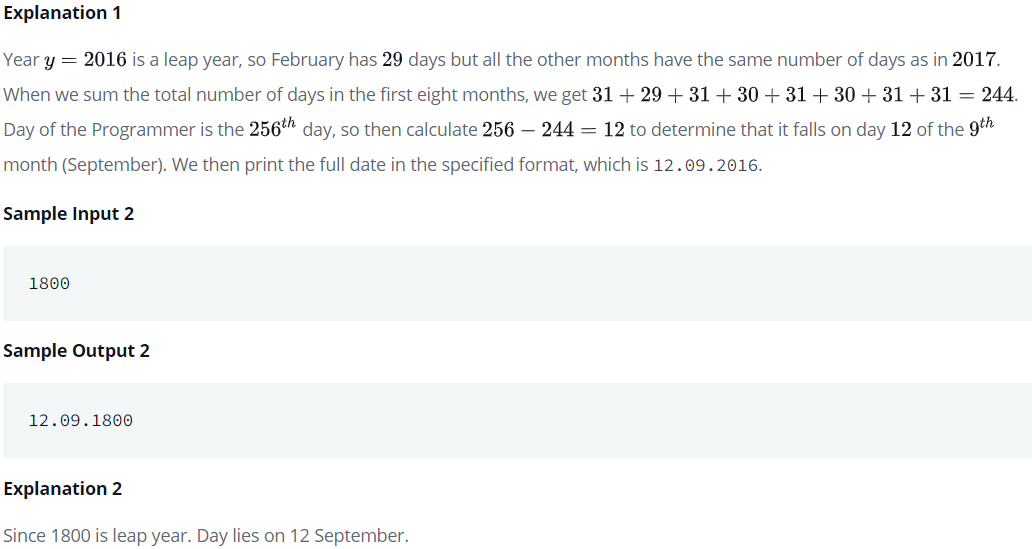 Explanation 1
Year y = 2016 is a leap year, so February has 29 days but all the other months have the same number of days as in 2017.
When we sum the total number of days in the first eight months, we get 31 + 29 + 31 + 30 + 31 + 30 + 31 + 31 = 244.
Day of the Programmer is the 256th day, so then calculate 256 − 244 = 12 to determine that it falls on day 12 of the 9th
month (September). We then print the full date in the specified format, which is 12.09.2016.
Sample Input 2
1800
Sample Output 2
12.09.1800
Explanation 2
Since 1800 is leap year. Day lies on 12 September.